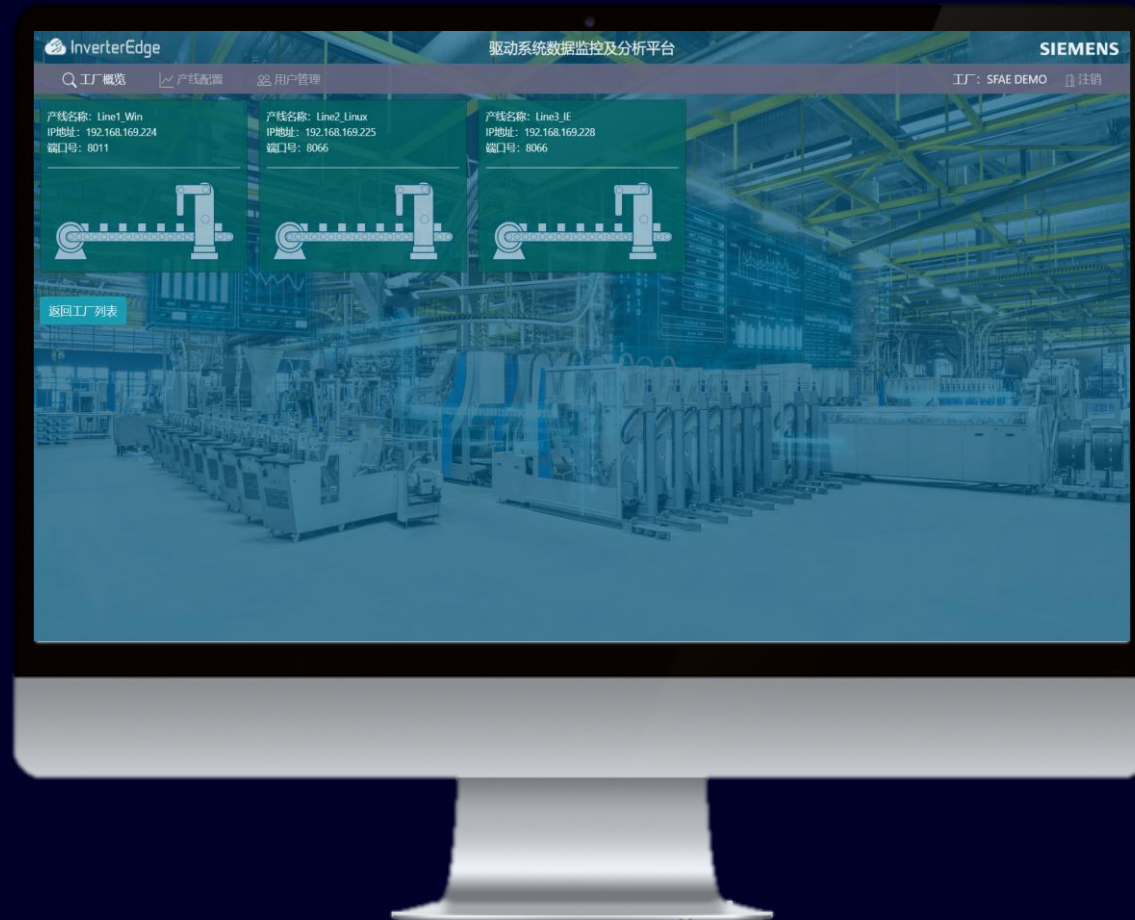 InverterEdge
驱动系统数据监控及分析平台
SIEMENS
工厂概览 产线配置 用户管理 工厂：SFAE DEMO 注销
产线名称：Line1_Win
IP地址：192.168.169.224
端口号：8011
产线名称：Line2_Linux
IP地址：192.168.169.225
端口号：8066
产线名称：Line3_IE
IP地址：192.168.169.228
端口号：8066
返回工厂列表